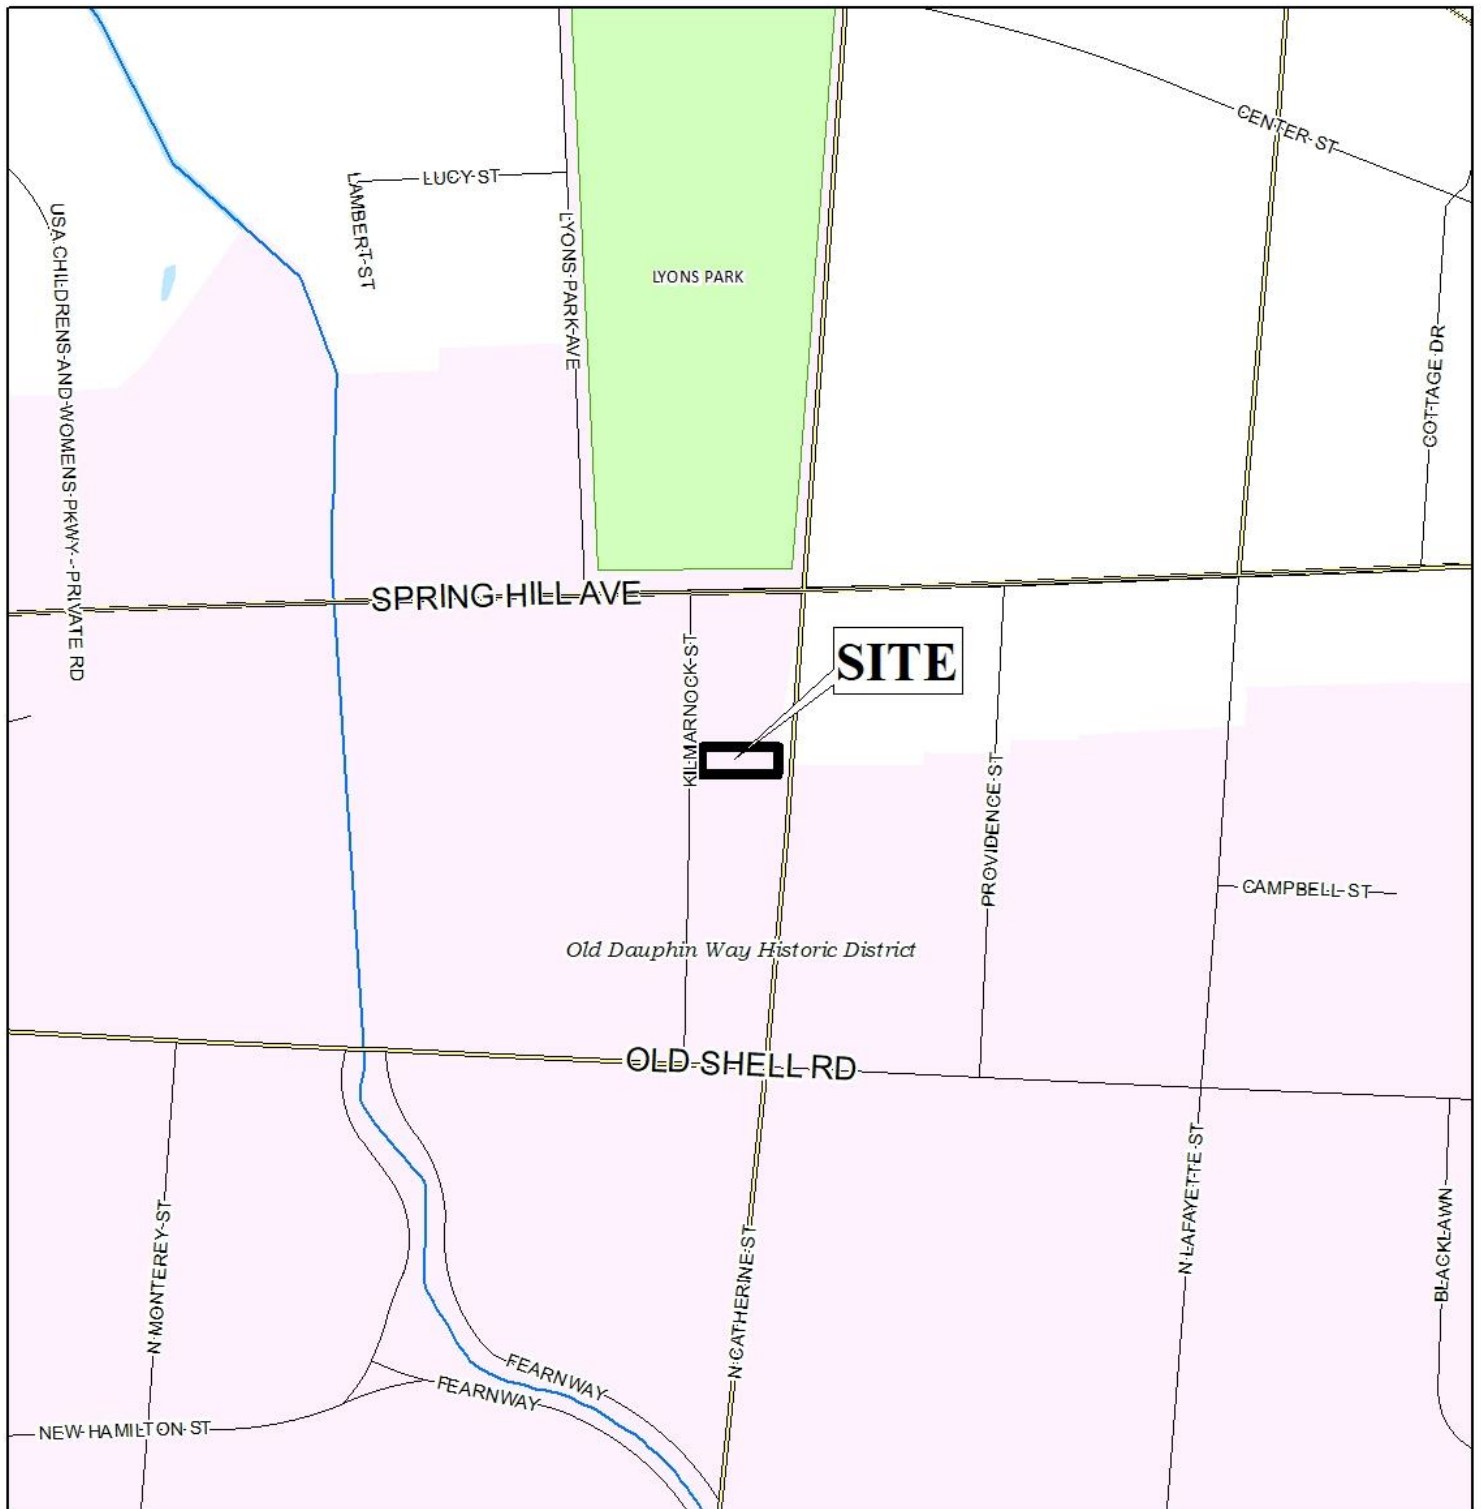 CENTER ST
LUCY ST
LAMBERT ST
USA CHILDRENS AND WOMENS PKWY - PRIVATE RD
LYONS PARK AVE
LYONS PARK
COTTAGE DR
SPRING HILL AVE
KILMARNOCK ST
SITE
PROVIDENCE ST
CAMPBELL ST
Old Dauphin Way Historic District
OLD SHELL RD
N MONTEREY ST
N CATHERINE ST
N LAFAYETTE ST
BLACKLAWN
FEARNWAY
FEARNWAY
NEW HAMILTON ST